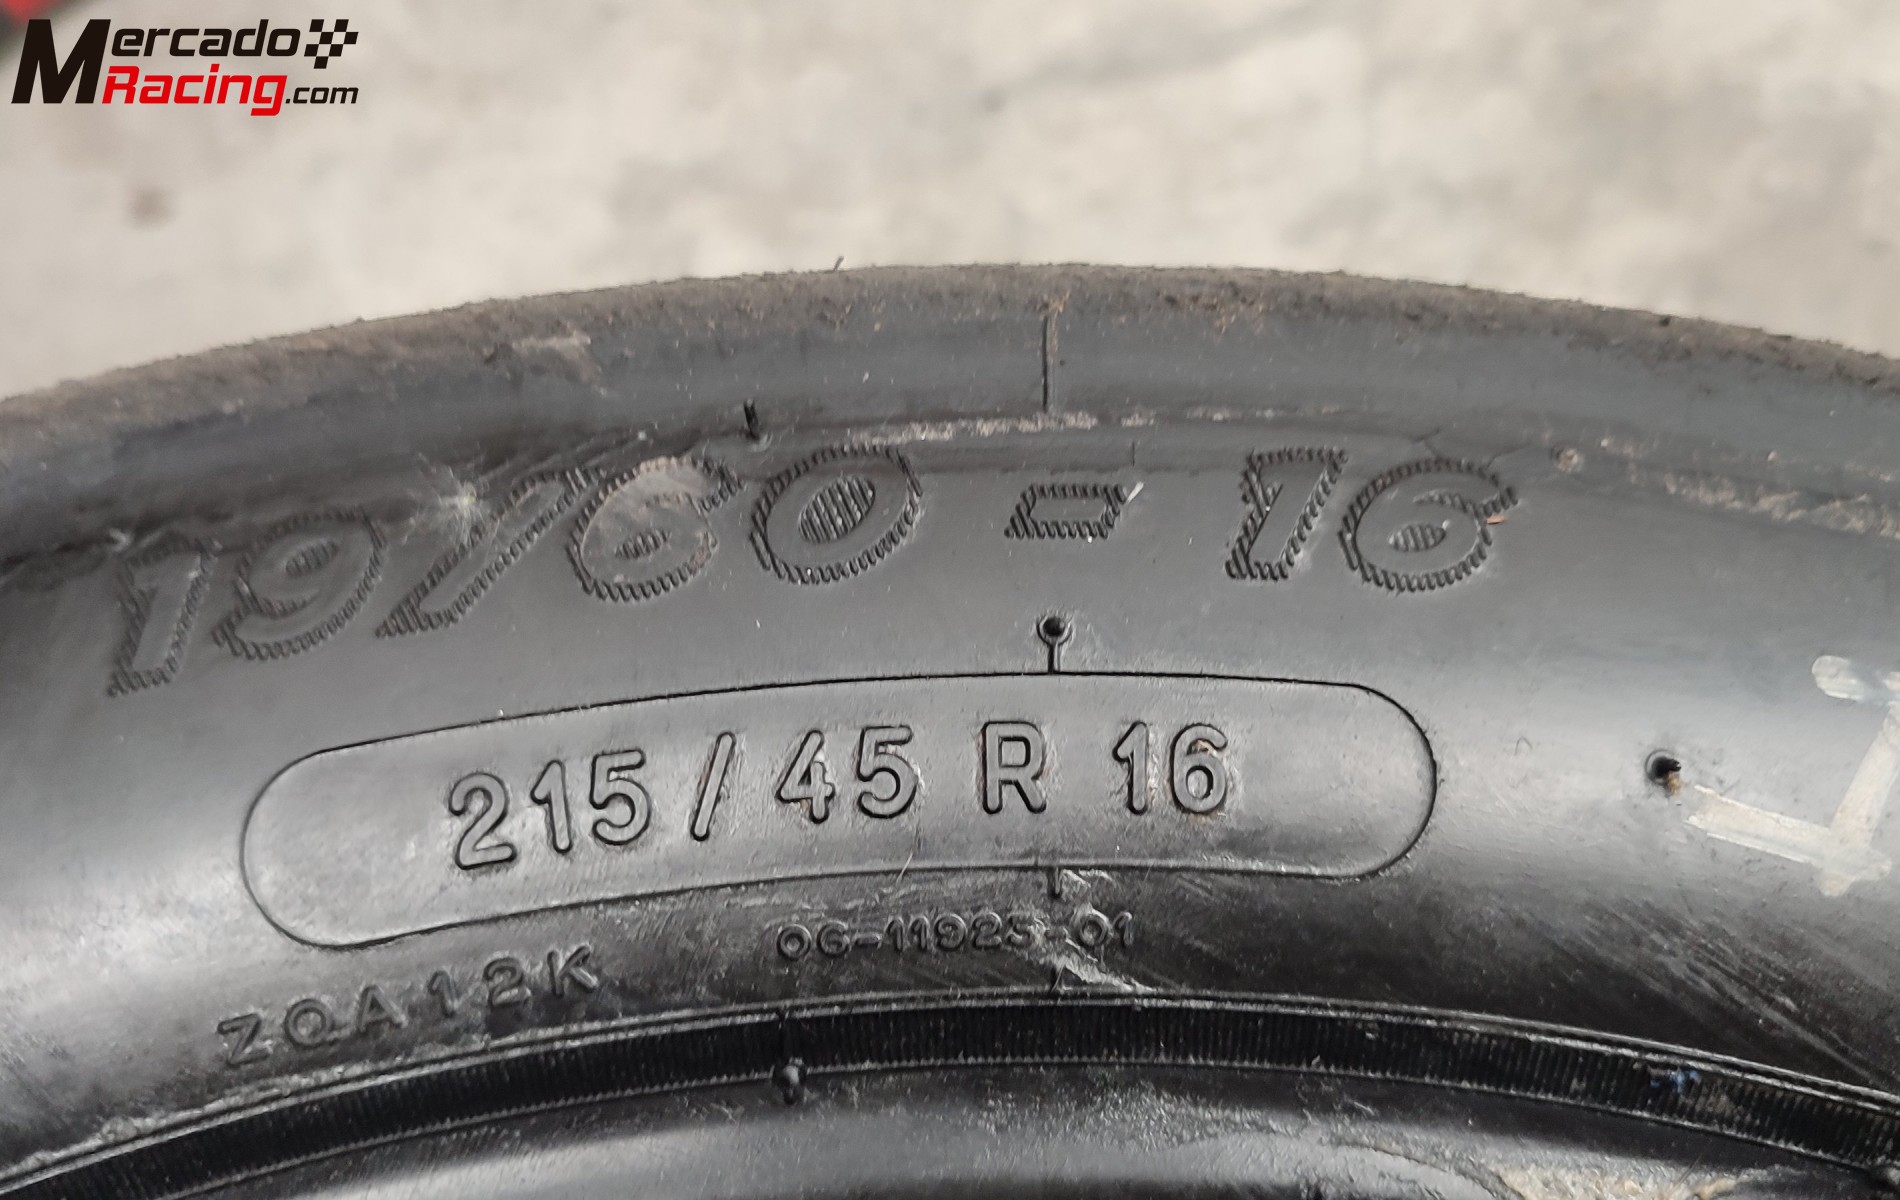 Mercado
Racing.com
19/60-16
215 / 45 R 16
06-11925-01
ZQA12K